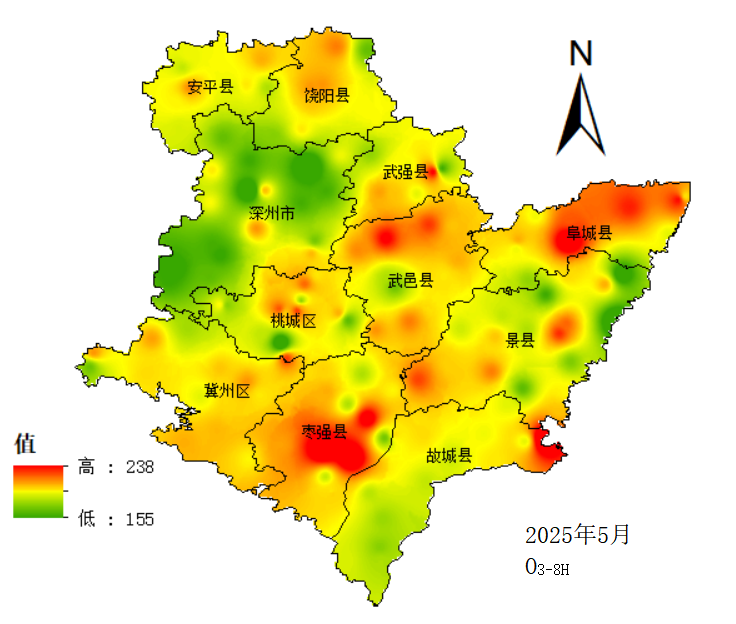 N
安平县
饶阳县
武强县
深州市
阜城县
武邑县
桃城区
景县
冀州区
枣强县
故城县
值
高 : 238
低 : 155
2025年5月
O3-8H